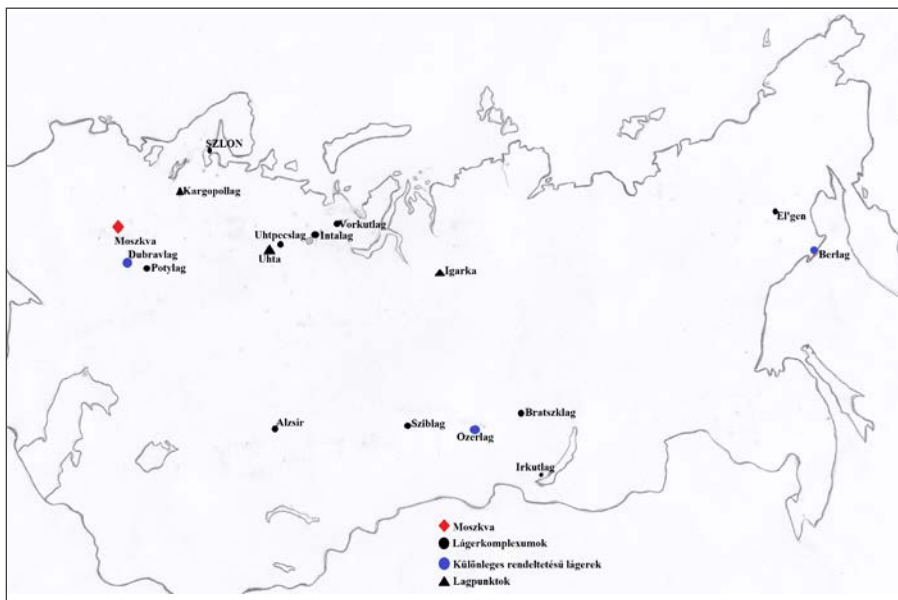 SZLON
Kargopollag
Moszkva
Dubravlag
Potylag
Uhtpecslag
Uhta
Intalag
Vorkutlag
Igarka
El'gen
Berlag
Alzsir
Sziblag
Ozerlag
Bratszklag
Irkutlag
Moszkva
Lágerkomplexumok
Különleges rendeltetésű lágerek
Lagpunktok